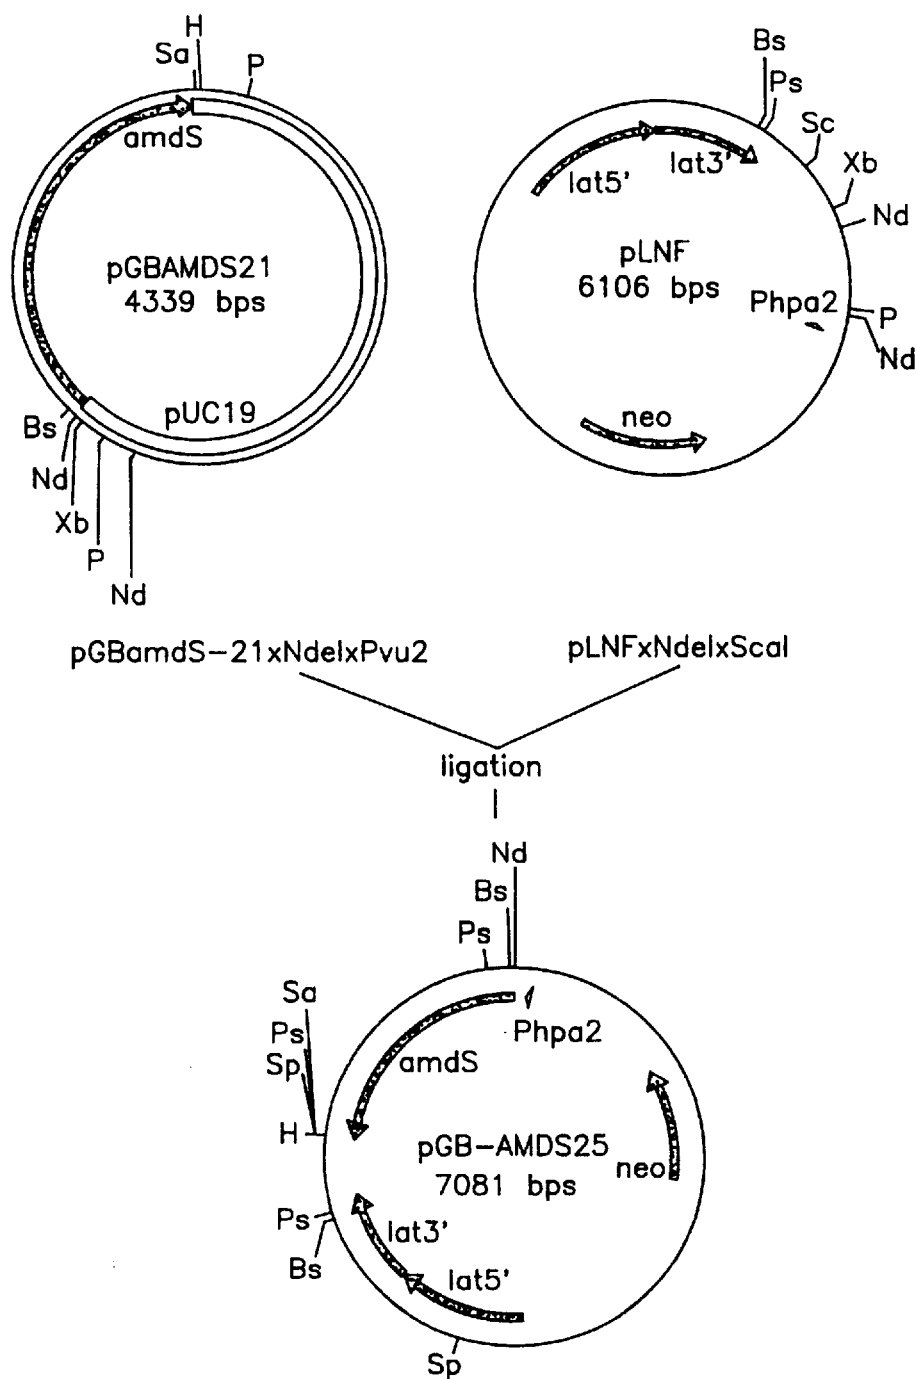 H
Sa
P
amdS
pGBAMDS21
4339 bps
pUC19
Bs
Nd
Xb
P
Nd
Bs
Ps
Sc
Xb
Nd
lat5'
lat3'
pLNF
6106 bps
Phpa2
P
Nd
neo
pGBamdS-21xNdeIxPvu2
pLNFxNdeIxScaI
ligation
Nd
Bs
Ps
Sa
Ps
Sp
H
Phpa2
amdS
pGB-AMDS25
7081 bps
neo
Ps
Bs
lat3'
lat5'
Sp